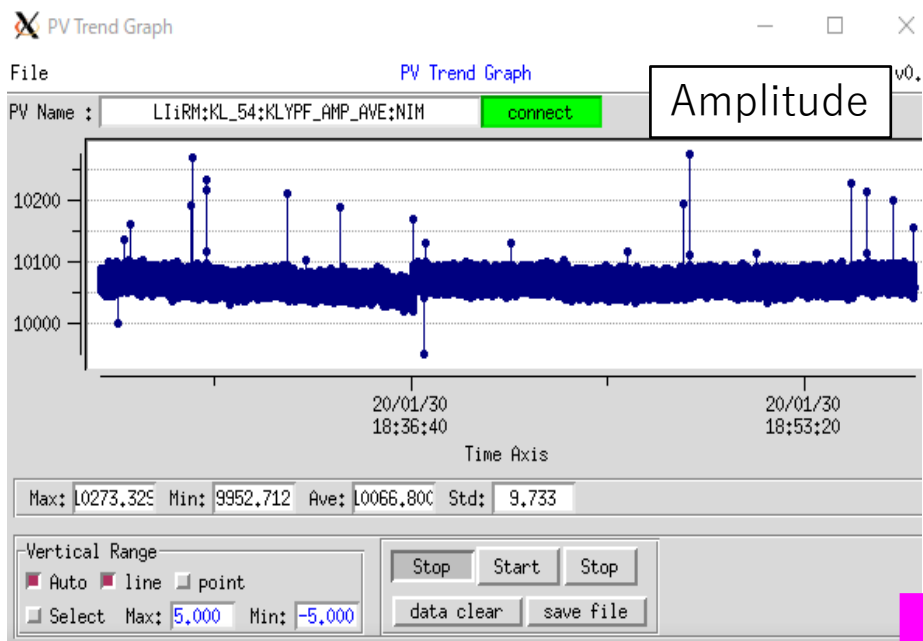 PV Trend Graph
File PV Trend Graph v0.
Amplitude
PV Name : LIiRM:KL_54:KLYPF_AMP_AVE:NIM connect
10200
10100
10000
20/01/30 20/01/30
18:36:40 18:53:20
Time Axis
Max: 10273.329 Min: 9952.712 Ave: 10066.800 Std: 9.733
Vertical Range
Auto line point
Select Max: 5.000 Min: -5.000
Stop Start Stop
data clear save file